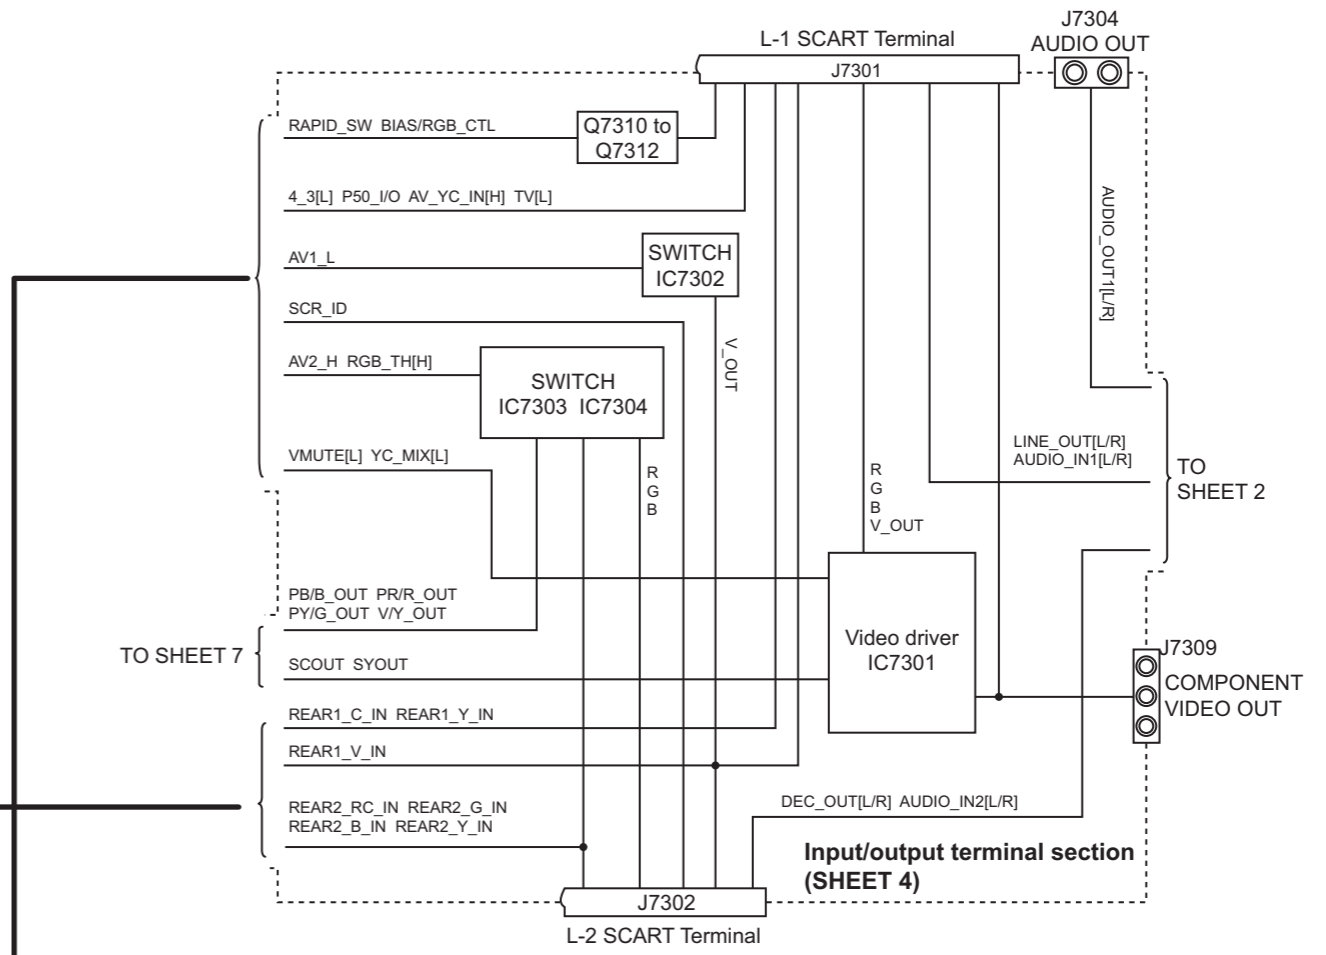 J7304
AUDIO OUT
L-1 SCART Terminal
J7301
RAPID_SW BIAS/RGB_CTL
Q7310 to
Q7312
4_3[L] P50_I/O AV_YC_IN[H] TV[L]
AUDIO_OUT1[L/R]
AV1_L
SWITCH
IC7302
SCR_ID
V_OUT
AV2_H RGB_TH[H]
SWITCH
IC7303 IC7304
VMUTE[L] YC_MIX[L]
R
G
B
R
G
B
V_OUT
LINE_OUT[L/R]
AUDIO_IN1[L/R]
TO
SHEET 2
PB/B_OUT PR/R_OUT
PY/G_OUT V/Y_OUT
TO SHEET 7
SCOUT SYOUT
Video driver
IC7301
J7309
COMPONENT
VIDEO OUT
REAR1_C_IN REAR1_Y_IN
REAR1_V_IN
REAR2_RC_IN REAR2_G_IN
REAR2_B_IN REAR2_Y_IN
DEC_OUT[L/R] AUDIO_IN2[L/R]
Input/output terminal section
(SHEET 4)
J7302
L-2 SCART Terminal